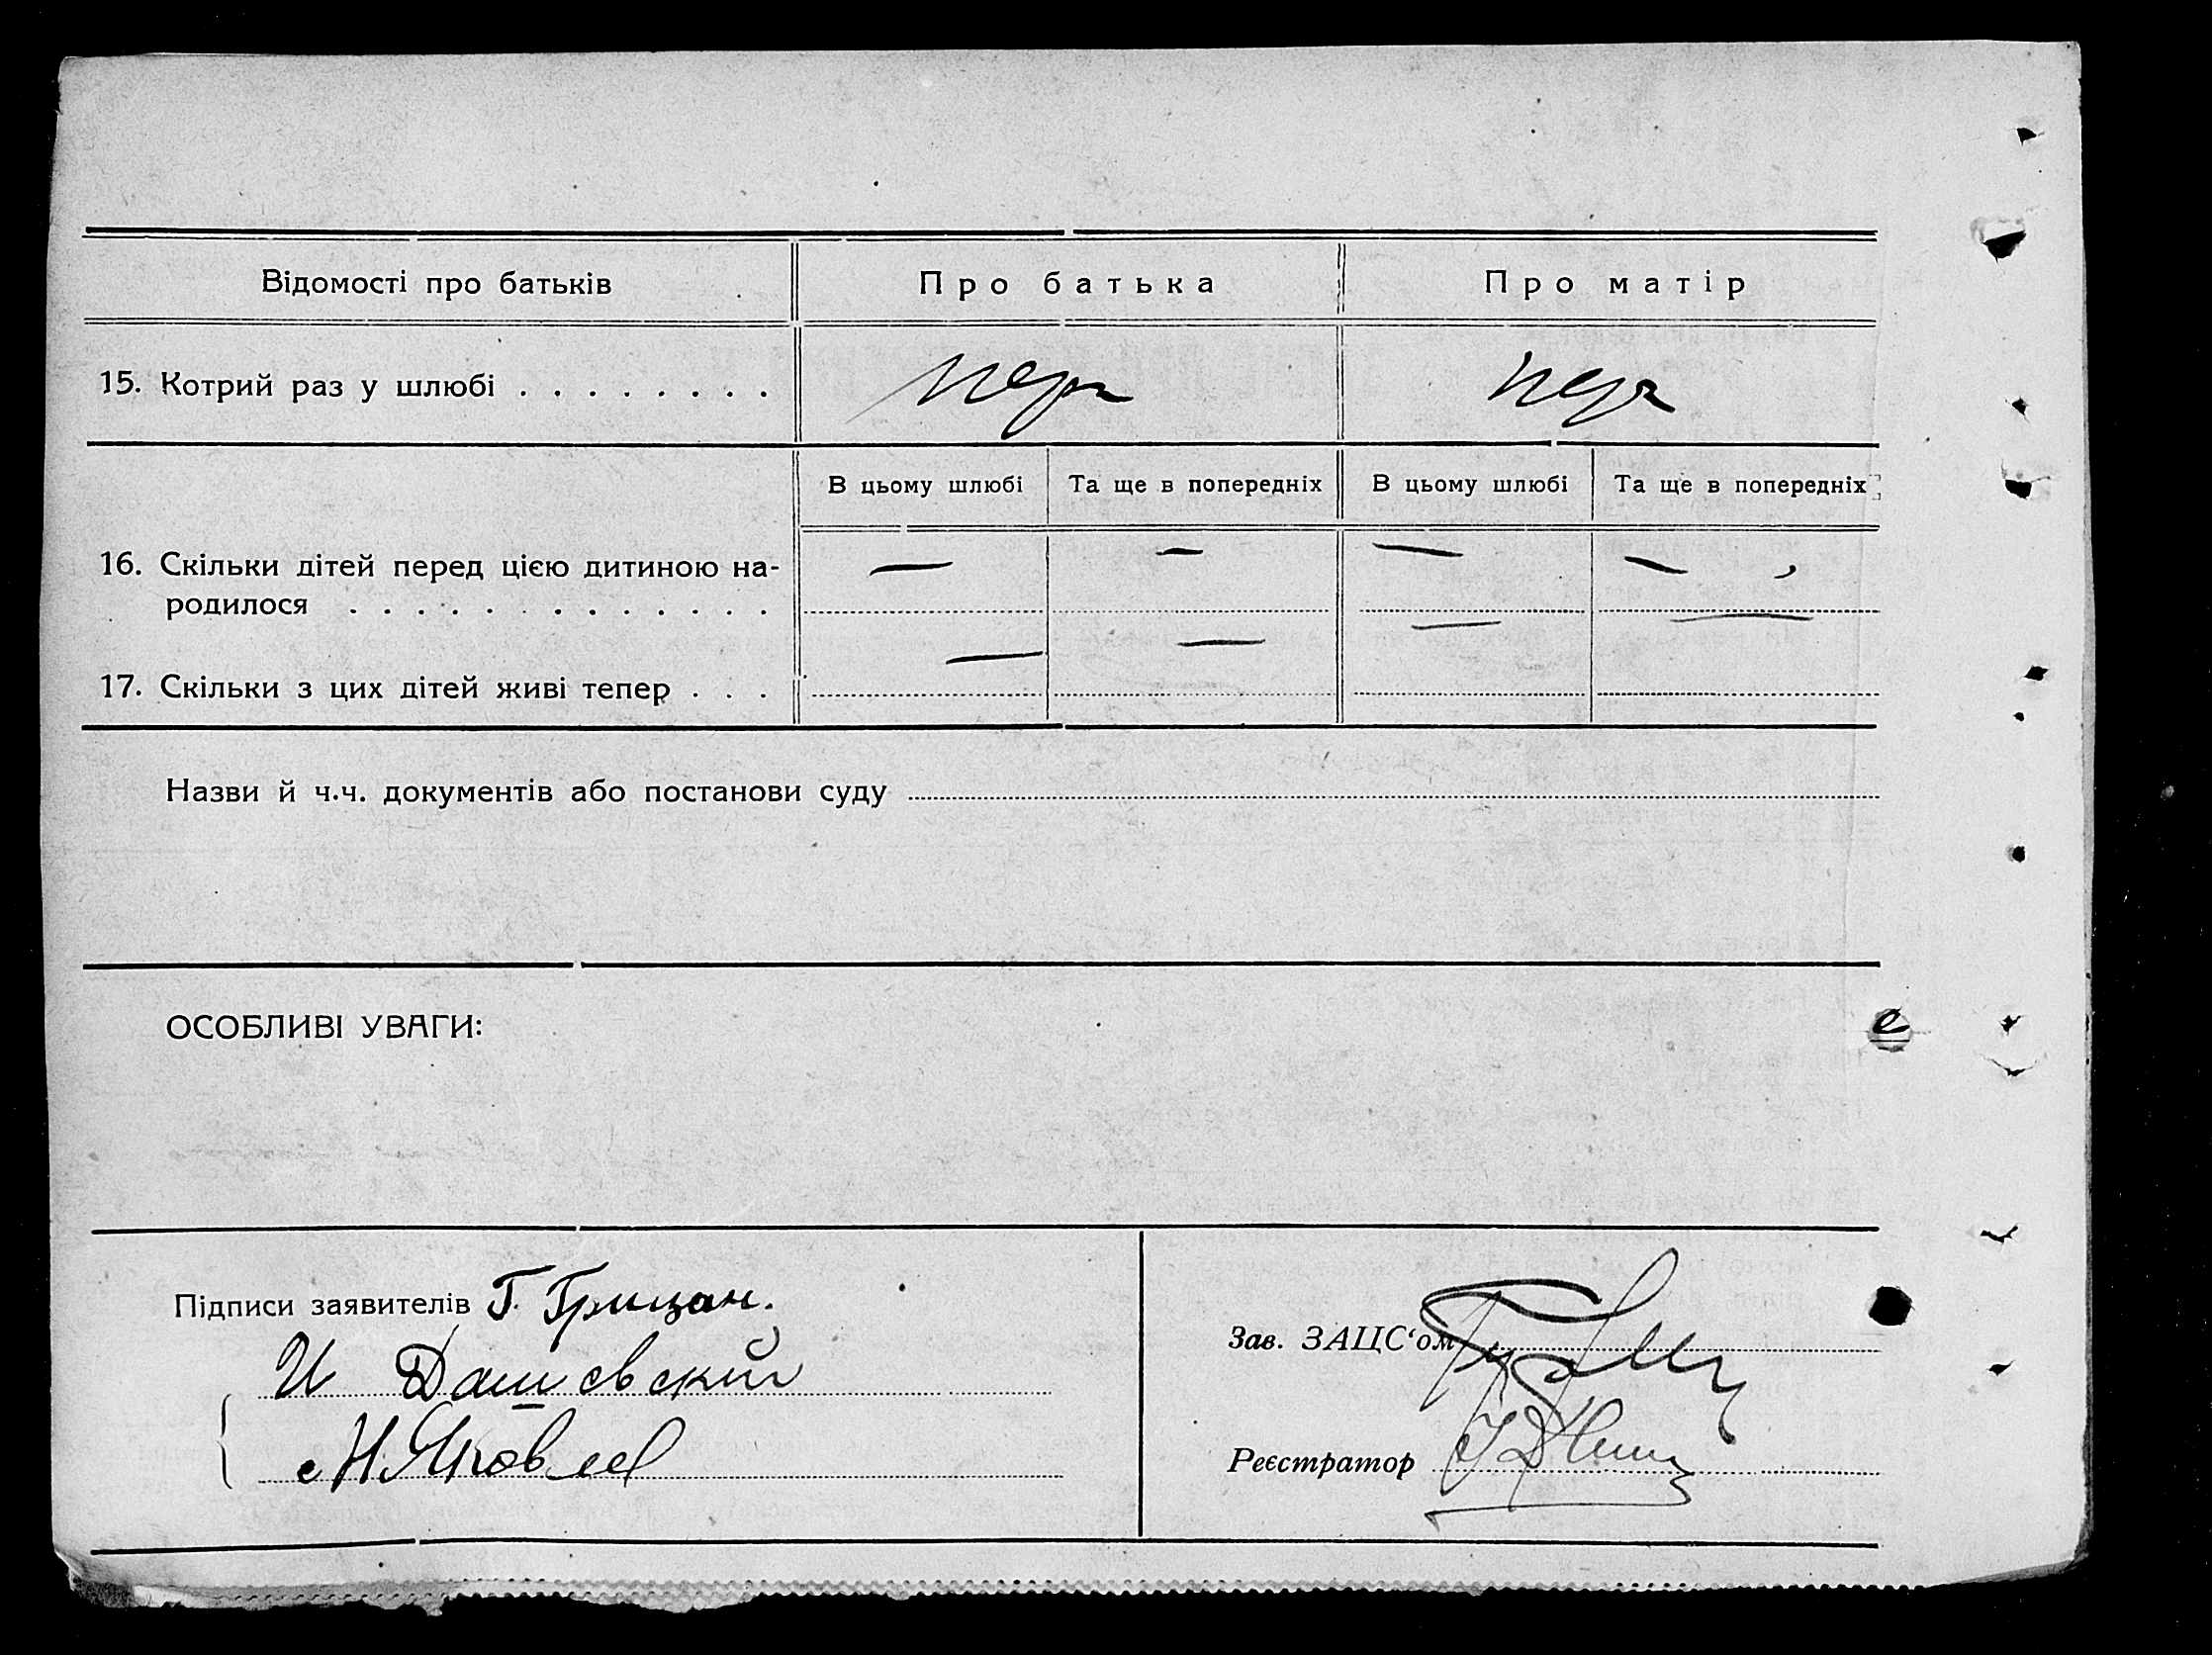 Відомості про батьків Про батька Про матір
15. Котрий раз у шлюбі . . . . . . . . пер пер
В цьому шлюбі Та ще в попередніх В цьому шлюбі Та ще в попередніх
16. Скільки дітей перед цією дитиною на- — — — —
родилося . . . . . . . . . . . . .
17. Скільки з цих дітей живі тепер . . . — — — —
Назви й ч.ч. документів або постанови суду
ОСОБЛИВІ УВАГИ:
Підписи заявителів Г. Грицан.
И Дашевский
Н Яковлев
Зав. ЗАЦС‘ом
Реєстратор